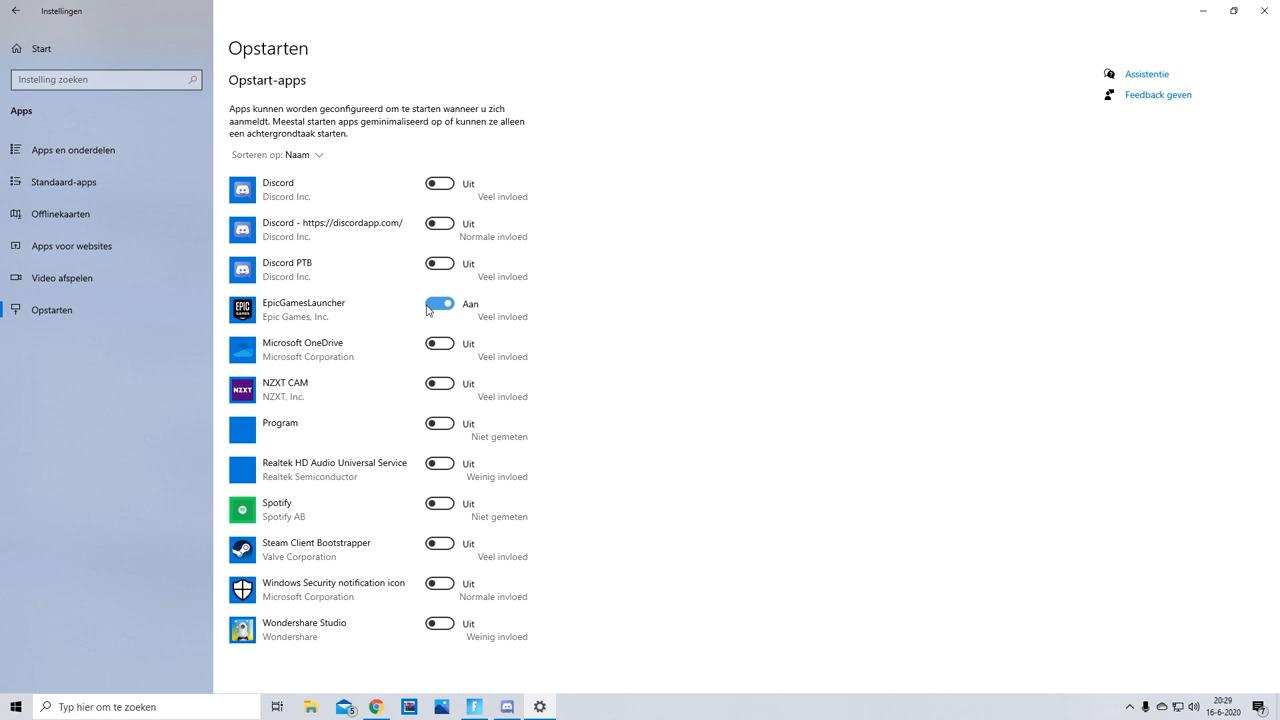 Instellingen
Start
Instelling zoeken
Apps
Apps en onderdelen
Standaard-apps
Offlinekaarten
Apps voor websites
Video afspelen
Opstarten
Opstarten
Opstart-apps
Apps kunnen worden geconfigureerd om te starten wanneer u zich
aanmeldt. Meestal starten apps geminimaliseerd op of kunnen ze alleen
een achtergrondtaak starten.
Sorteren op: Naam
Discord Uit
Discord Inc. Veel invloed
Discord - https://discordapp.com/ Uit
Discord Inc. Normale invloed
Discord PTB Uit
Discord Inc. Veel invloed
EPIC GAMES
EpicGamesLauncher Aan
Epic Games, Inc. Veel invloed
Microsoft OneDrive Uit
Microsoft Corporation Veel invloed
NZXT
NZXT CAM Uit
NZXT, Inc. Veel invloed
Program Uit
Niet gemeten
Realtek HD Audio Universal Service Uit
Realtek Semiconductor Weinig invloed
Spotify Uit
Spotify AB Niet gemeten
Steam Client Bootstrapper Uit
Valve Corporation Veel invloed
Windows Security notification icon Uit
Microsoft Corporation Normale invloed
Wondershare Studio Uit
Wondershare Weinig invloed
Assistentie
Feedback geven
Typ hier om te zoeken
5
F
20:29
16-6-2020
7